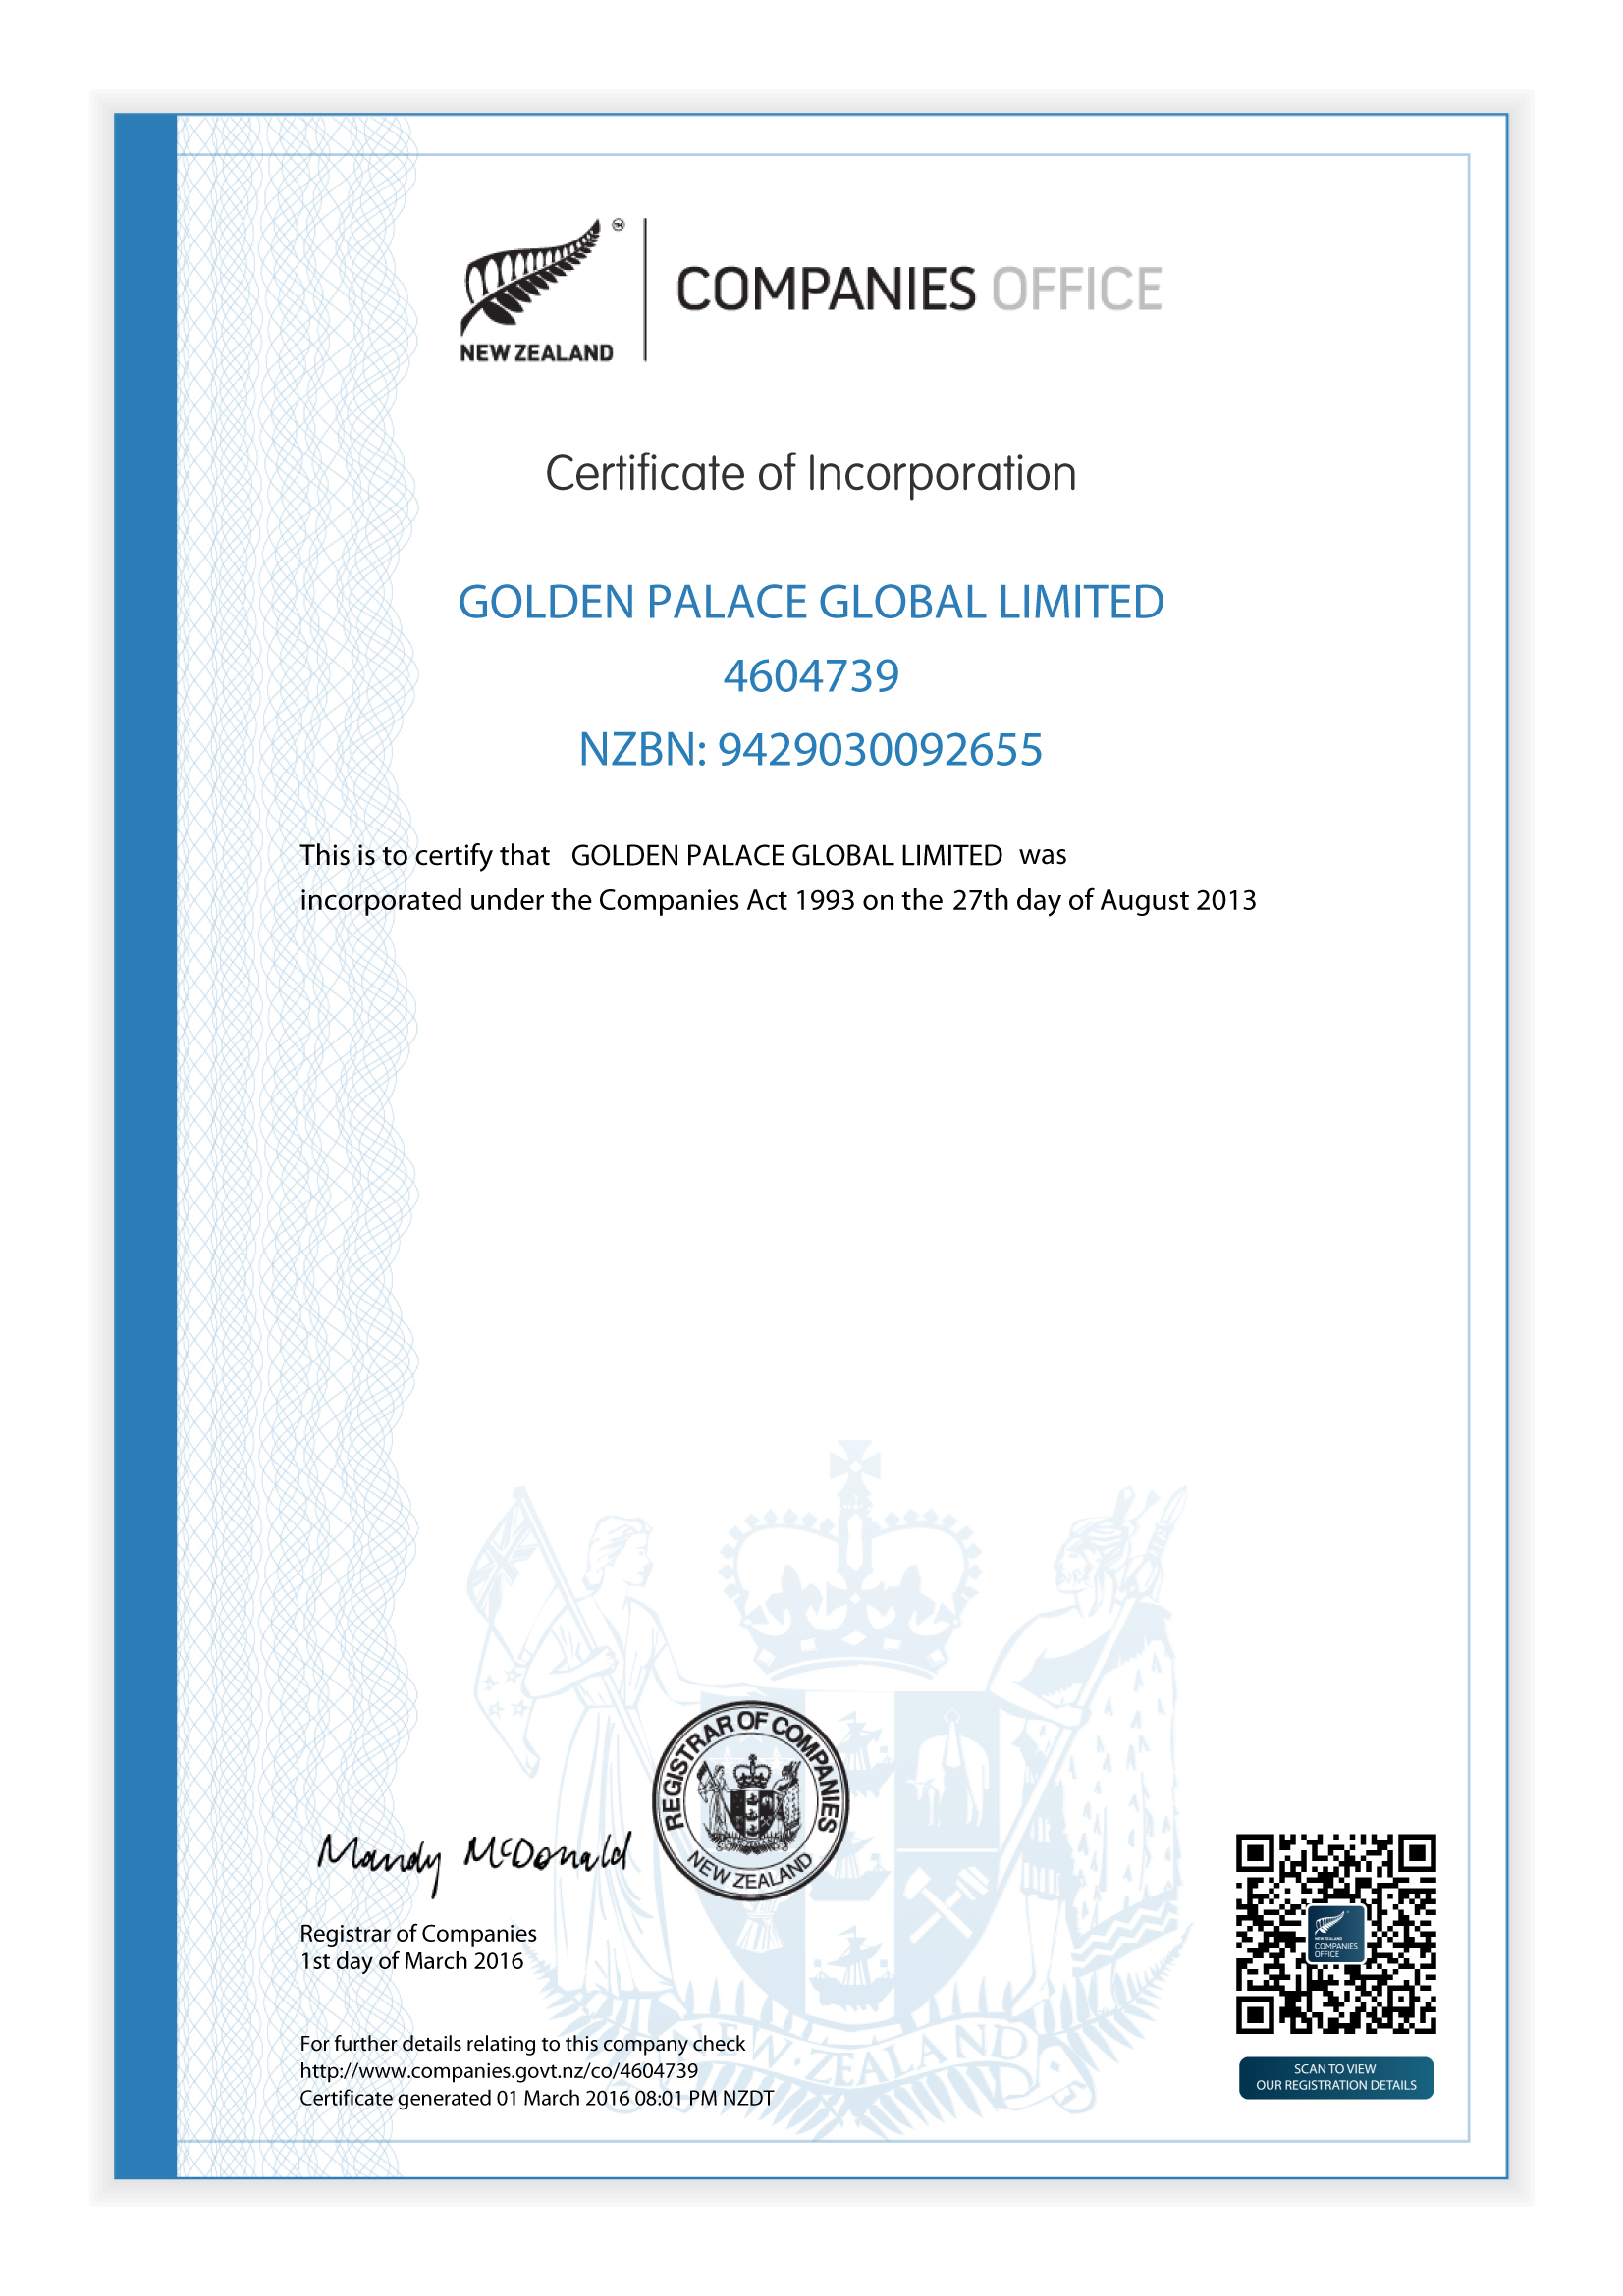 NEW ZEALAND
COMPANIES OFFICE
Certificate of Incorporation
GOLDEN PALACE GLOBAL LIMITED
4604739
NZBN: 9429030092655
This is to certify that GOLDEN PALACE GLOBAL LIMITED was
incorporated under the Companies Act 1993 on the 27th day of August 2013
REGISTRAR OF COMPANIES
NEW ZEALAND
Mandy McDonald
Registrar of Companies
1st day of March 2016
For further details relating to this company check
http://www.companies.govt.nz/co/4604739
Certificate generated 01 March 2016 08:01 PM NZDT
NEW·ZEALAND
NEW ZEALAND
COMPANIES
OFFICE
SCAN TO VIEW
OUR REGISTRATION DETAILS